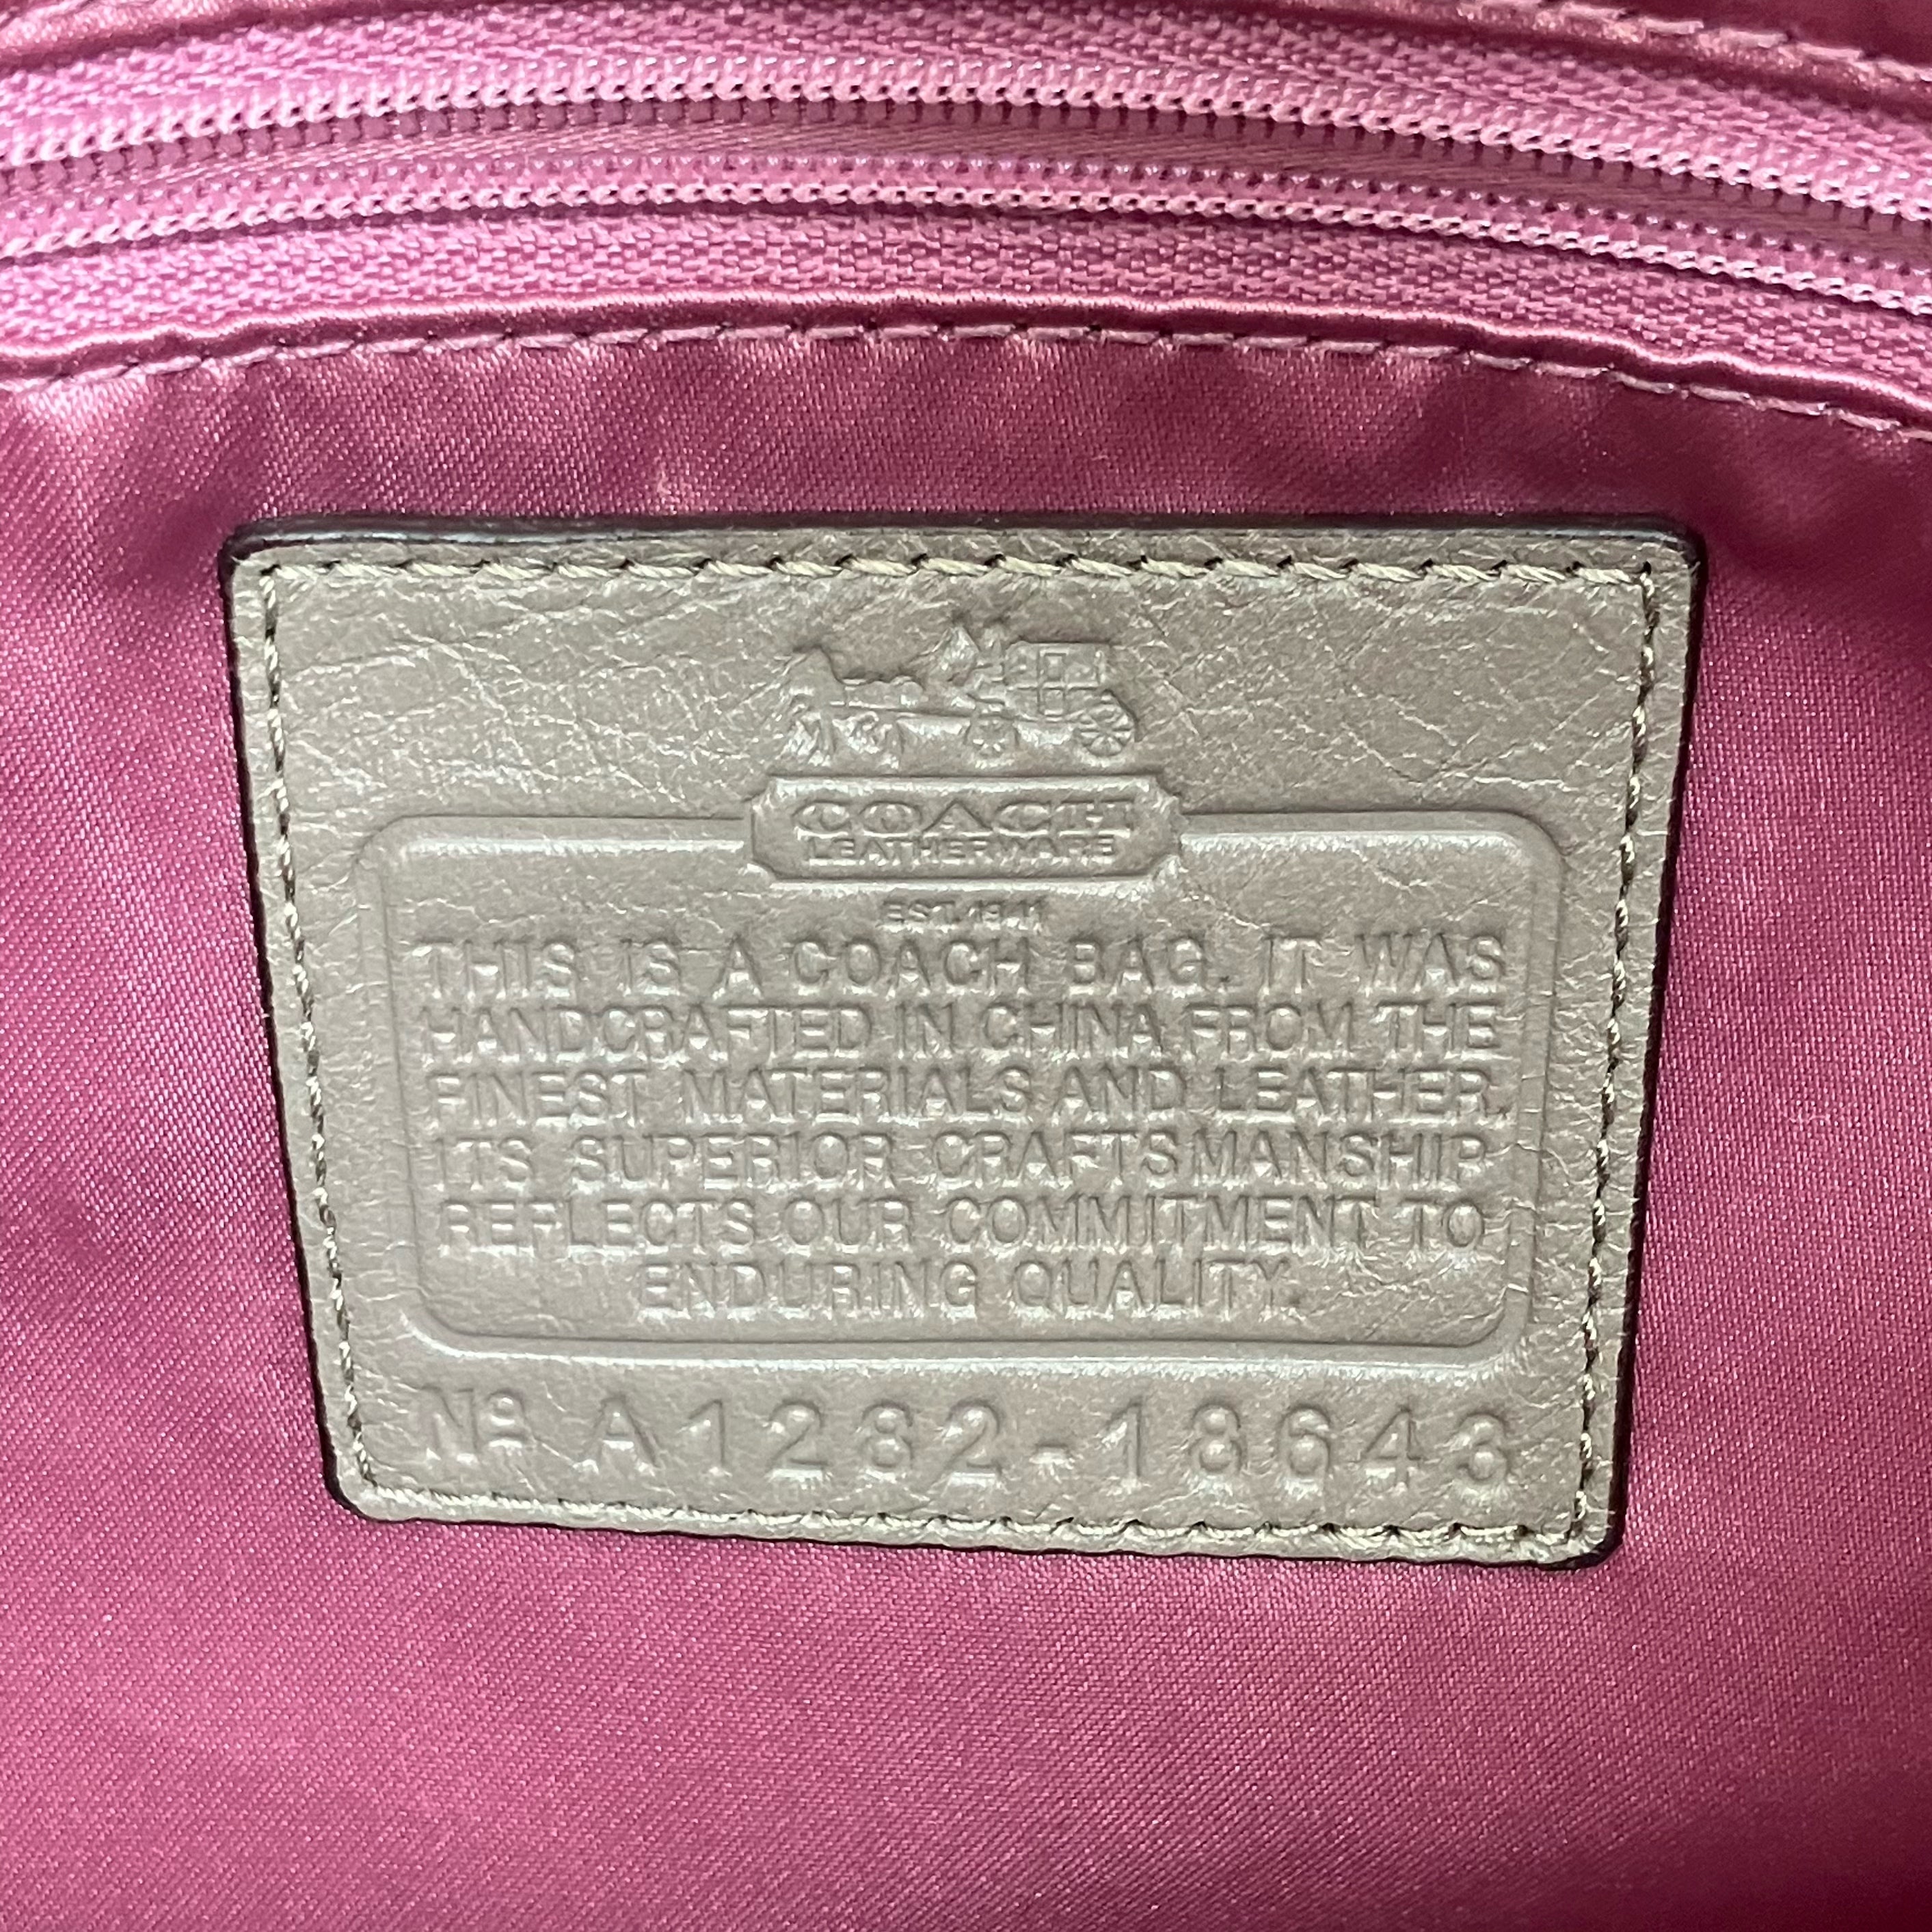 COACH
LEATHERWARE
EST. 1941
THIS IS A COACH BAG. IT WAS
HANDCRAFTED IN CHINA FROM THE
FINEST MATERIALS AND LEATHER.
ITS SUPERIOR CRAFTSMANSHIP
REFLECTS OUR COMMITMENT TO
ENDURING QUALITY.
Nº A1282-18643